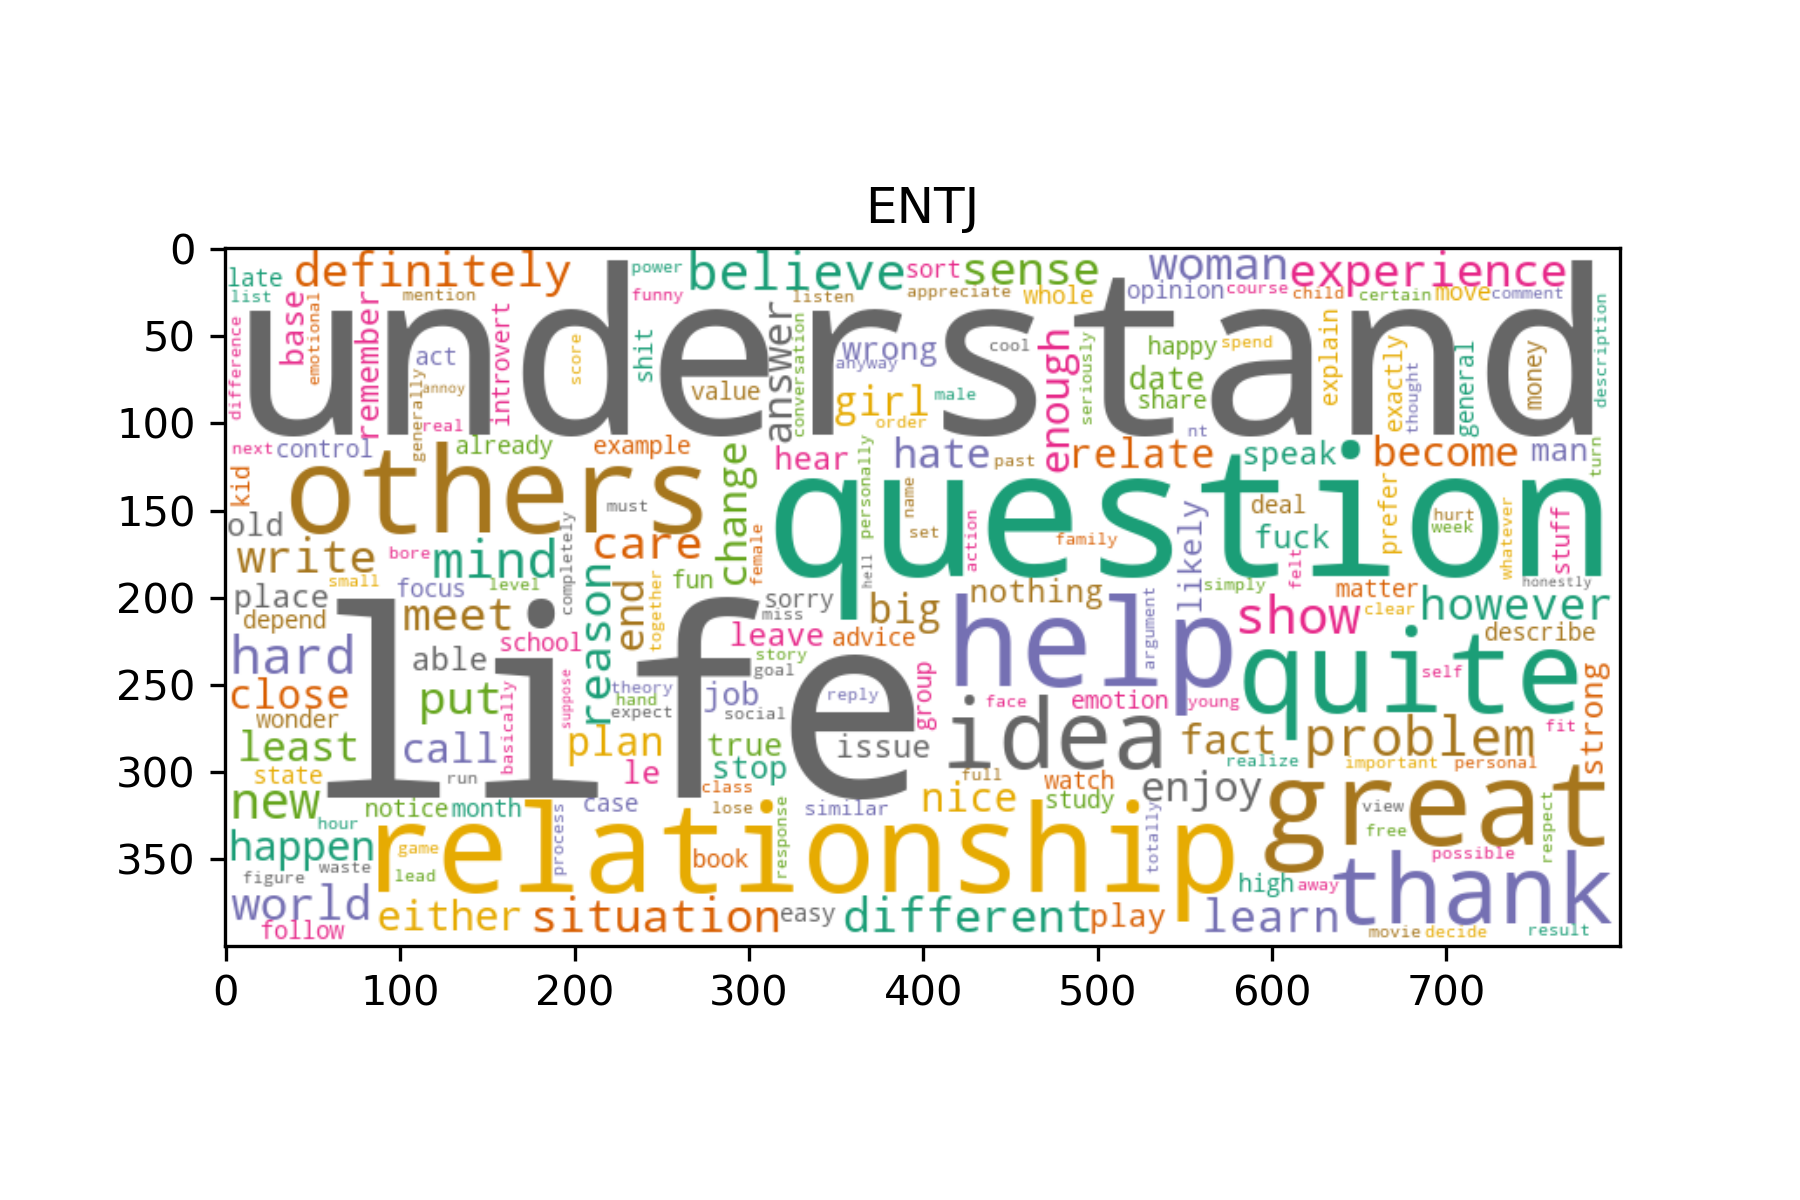 ENTJ
0
50
100
150
200
250
300
350
0 100 200 300 400 500 600 700
late definitely power believe sort sense woman experience
list mention funny listen appreciate whole opinion course child certain move comment
understand
difference base emotional remember act generally annoy introvert score shit value answer conversation wrong anyway cool girl male order enough seriously happy spend date share explain exactly thought general money description
real nt
next control already example hear personally hate past relate speak become man turn
others question
kid old must change female name set action family likely deal fuck felt prefer hurt week whatever stuff
write bore mind completely care hell honestly
small focus level fun nothing simply matter
place depend meet reason end together sorry miss big help argument show clear however
life
hard school able leave advice story goal describe
quite self
close put basically suppose theory hand expect job social reply group face emotion young strong
wonder idea fit
least call plan true issue fact problem
state run le stop class full watch realize important personal
new notice month case lose similar nice study enjoy great view free respect
hour relationship
happen game process book response totally possible
figure waste lead high away thank
world either situation easy different play learn
follow movie decide result